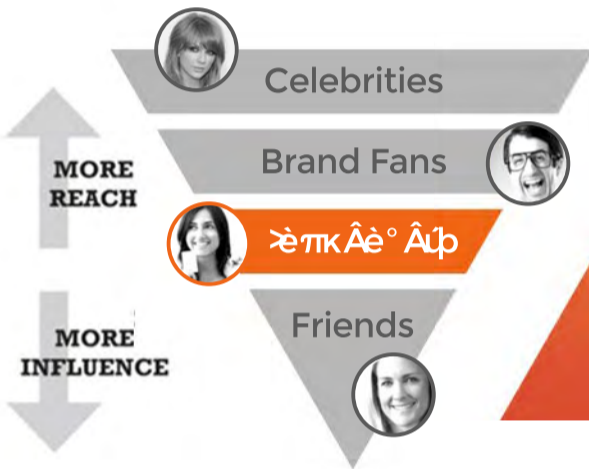 Celebrities
MORE
REACH
Brand Fans
Friends
MORE
INFLUENCE